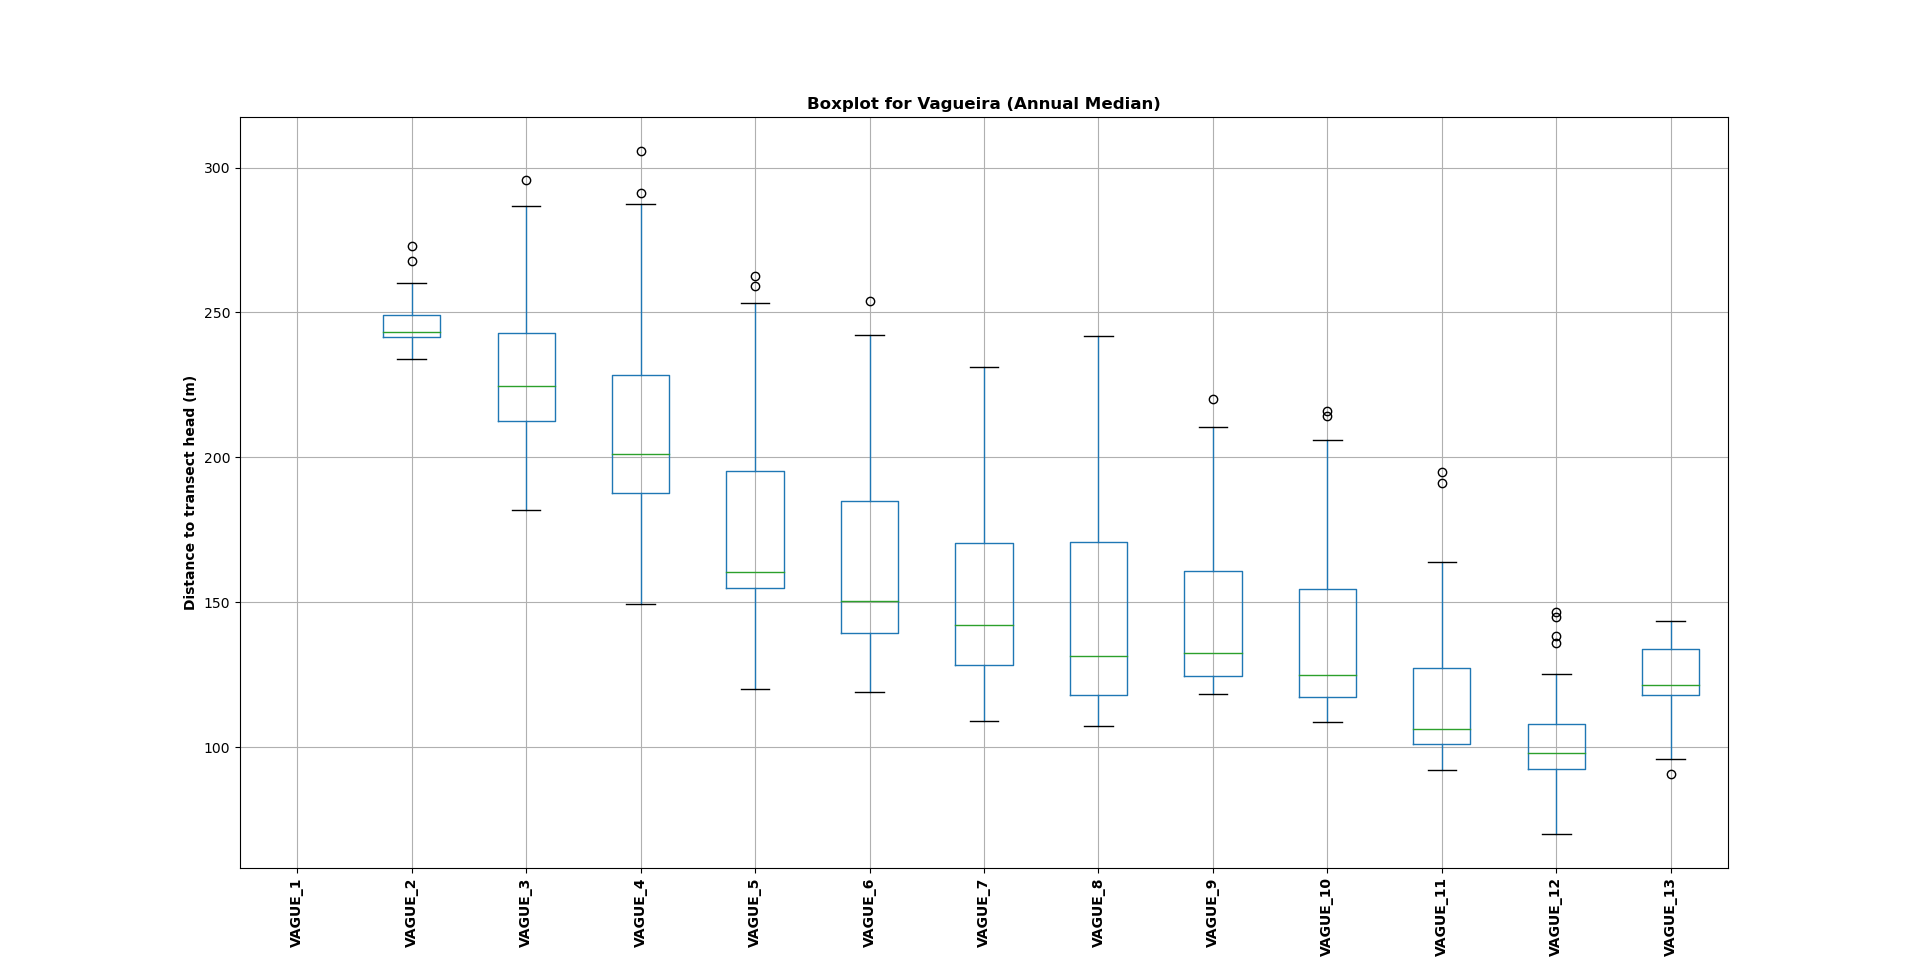 Boxplot for Vagueira (Annual Median)
Distance to transect head (m)
300
250
200
150
100
VAGUE_1
VAGUE_2
VAGUE_3
VAGUE_4
VAGUE_5
VAGUE_6
VAGUE_7
VAGUE_8
VAGUE_9
VAGUE_10
VAGUE_11
VAGUE_12
VAGUE_13